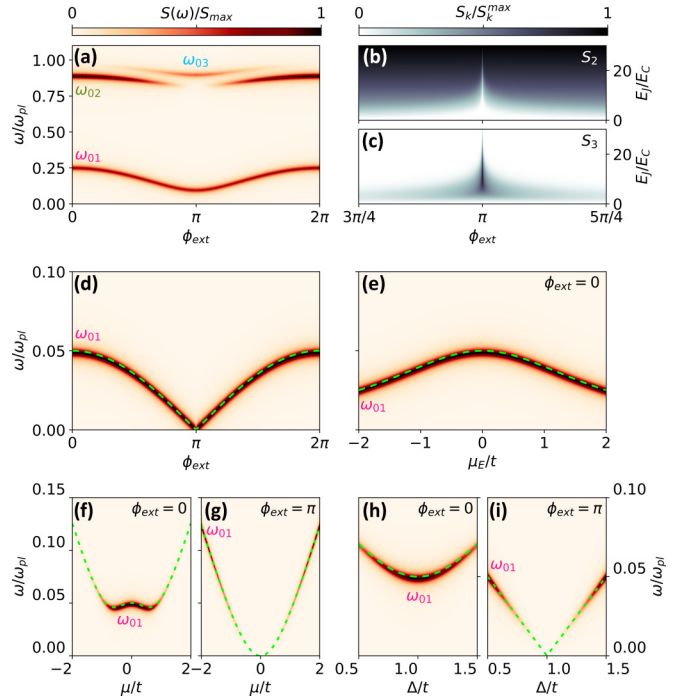 S(ω)/S_max
S_k/S_k^max
0 1
0 1
(a)
ω_03
ω_02
ω_01
1.00
0.75
0.50
0.25
0.00
ω/ω_pl
0 π 2π
ϕ_ext
(b) S_2
20
0
E_J/E_C
(c) S_3
20
0
E_J/E_C
3π/4 π 5π/4
ϕ_ext
(d)
ω_01
0.10
0.05
0.00
ω/ω_pl
0 π 2π
ϕ_ext
(e) ϕ_ext = 0
ω_01
−2 −1 0 1 2
μ_E/t
(f) ϕ_ext = 0
ω_01
0.15
0.10
0.05
0.00
ω/ω_pl
−2 0 2
μ/t
(g) ϕ_ext = π
ω_01
−2 0 2
μ/t
(h) ϕ_ext = 0
ω_01
0.5 1.0 1.5
Δ/t
(i) ϕ_ext = π
ω_01
0.10
0.05
0.00
ω/ω_pl
0.5 1.0 1.5
Δ/t